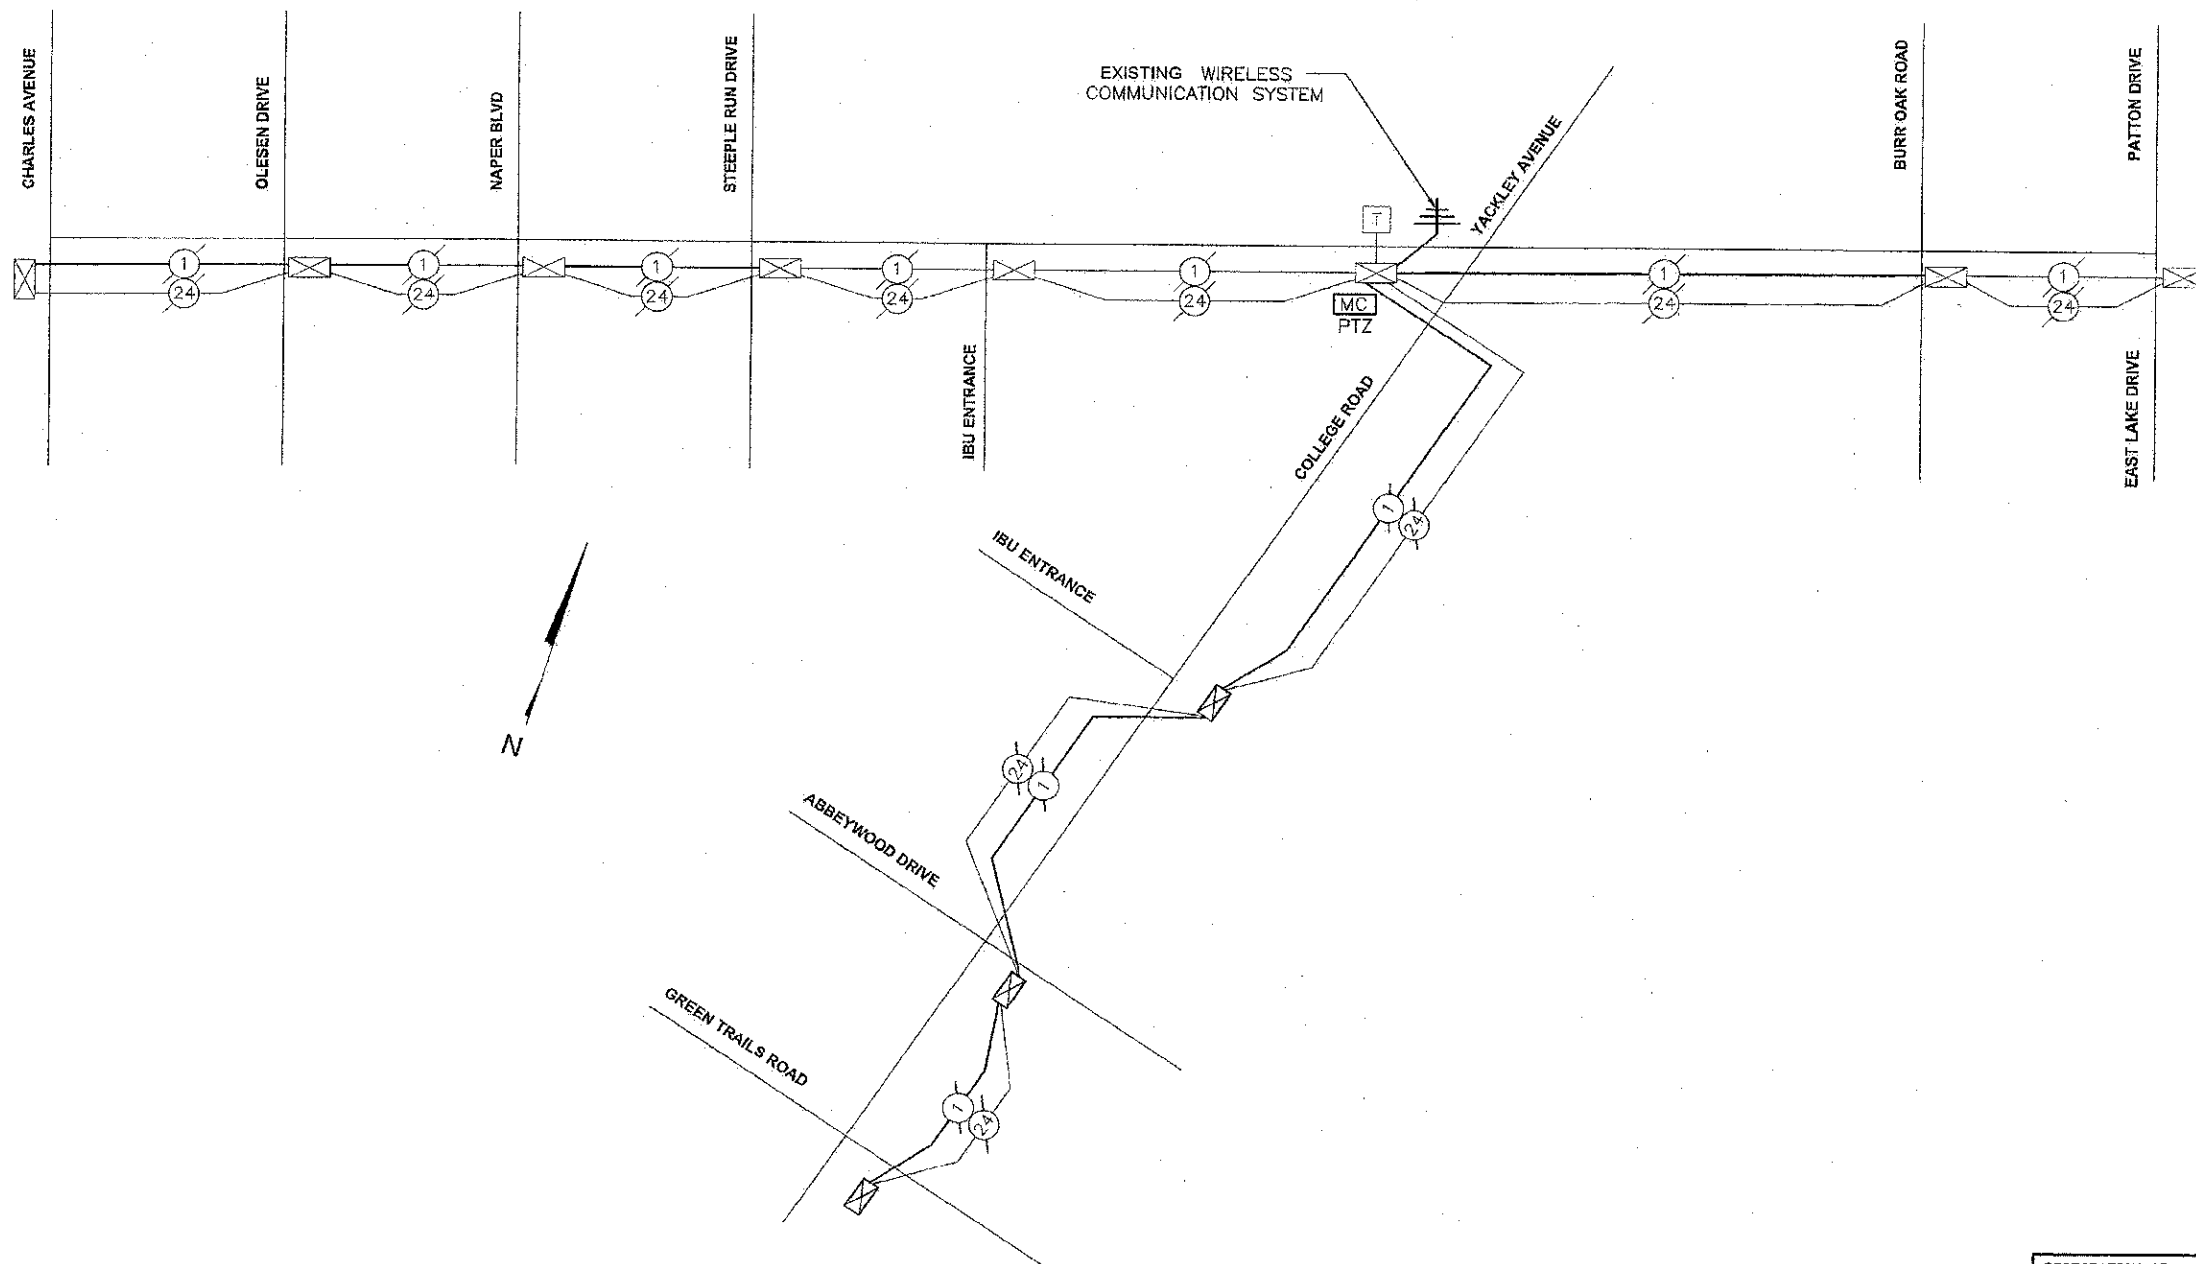 CHARLES AVENUE
OLESEN DRIVE
NAPER BLVD
STEEPLE RUN DRIVE
EXISTING WIRELESS
COMMUNICATION SYSTEM
YACKLEY AVENUE
BURR OAK ROAD
PATTON DRIVE
T
1
1
1
1
1
1
1
24
24
24
24
24
24
24
MC
PTZ
IBU ENTRANCE
COLLEGE ROAD
EAST LAKE DRIVE
1
24
IBU ENTRANCE
N
24
1
ABBEYWOOD DRIVE
GREEN TRAILS ROAD
1
24